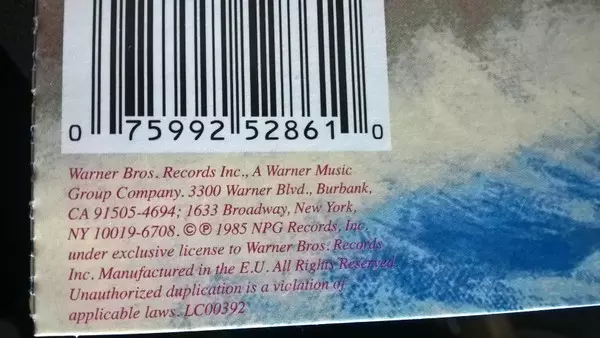 0 75992 52861 0
Warner Bros. Records Inc., A Warner Music
Group Company. 3300 Warner Blvd., Burbank,
CA 91505-4694; 1633 Broadway, New York,
NY 10019-6708. © ℗ 1985 NPG Records, Inc.
under exclusive license to Warner Bros. Records
Inc. Manufactured in the E.U. All Rights Reserved.
Unauthorized duplication is a violation of
applicable laws. LC00392